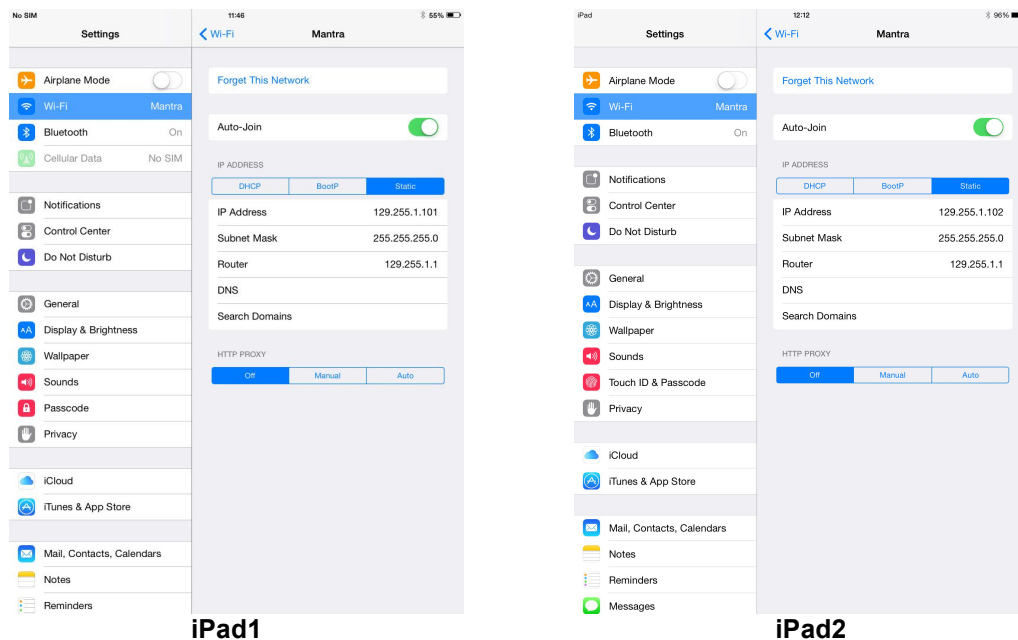 No SIM 11:46 55%
Settings
Wi-Fi Mantra
Airplane Mode
Wi-Fi Mantra
Bluetooth On
Cellular Data No SIM
Notifications
Control Center
Do Not Disturb
General
Display & Brightness
Wallpaper
Sounds
Passcode
Privacy
iCloud
iTunes & App Store
Mail, Contacts, Calendars
Notes
Reminders
Forget This Network
Auto-Join
IP ADDRESS
DHCP BootP Static
IP Address 129.255.1.101
Subnet Mask 255.255.255.0
Router 129.255.1.1
DNS
Search Domains
HTTP PROXY
Off Manual Auto
iPad1
iPad 12:12 96%
Settings
Wi-Fi Mantra
Airplane Mode
Wi-Fi Mantra
Bluetooth On
Notifications
Control Center
Do Not Disturb
General
Display & Brightness
Wallpaper
Sounds
Touch ID & Passcode
Privacy
iCloud
iTunes & App Store
Mail, Contacts, Calendars
Notes
Reminders
Messages
Forget This Network
Auto-Join
IP ADDRESS
DHCP BootP Static
IP Address 129.255.1.102
Subnet Mask 255.255.255.0
Router 129.255.1.1
DNS
Search Domains
HTTP PROXY
Off Manual Auto
iPad2